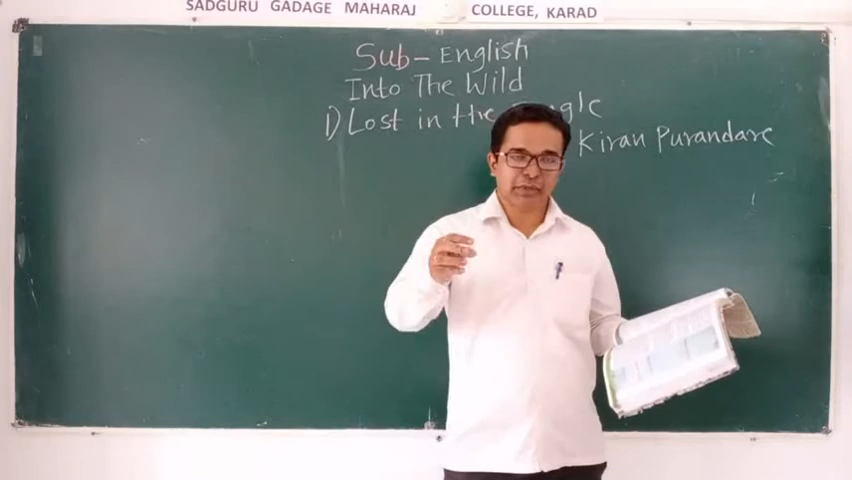 SADGURU GADAGE MAHARAJ COLLEGE, KARAD
Sub- English
Into The Wild
1) Lost in the
Kiran Purandare